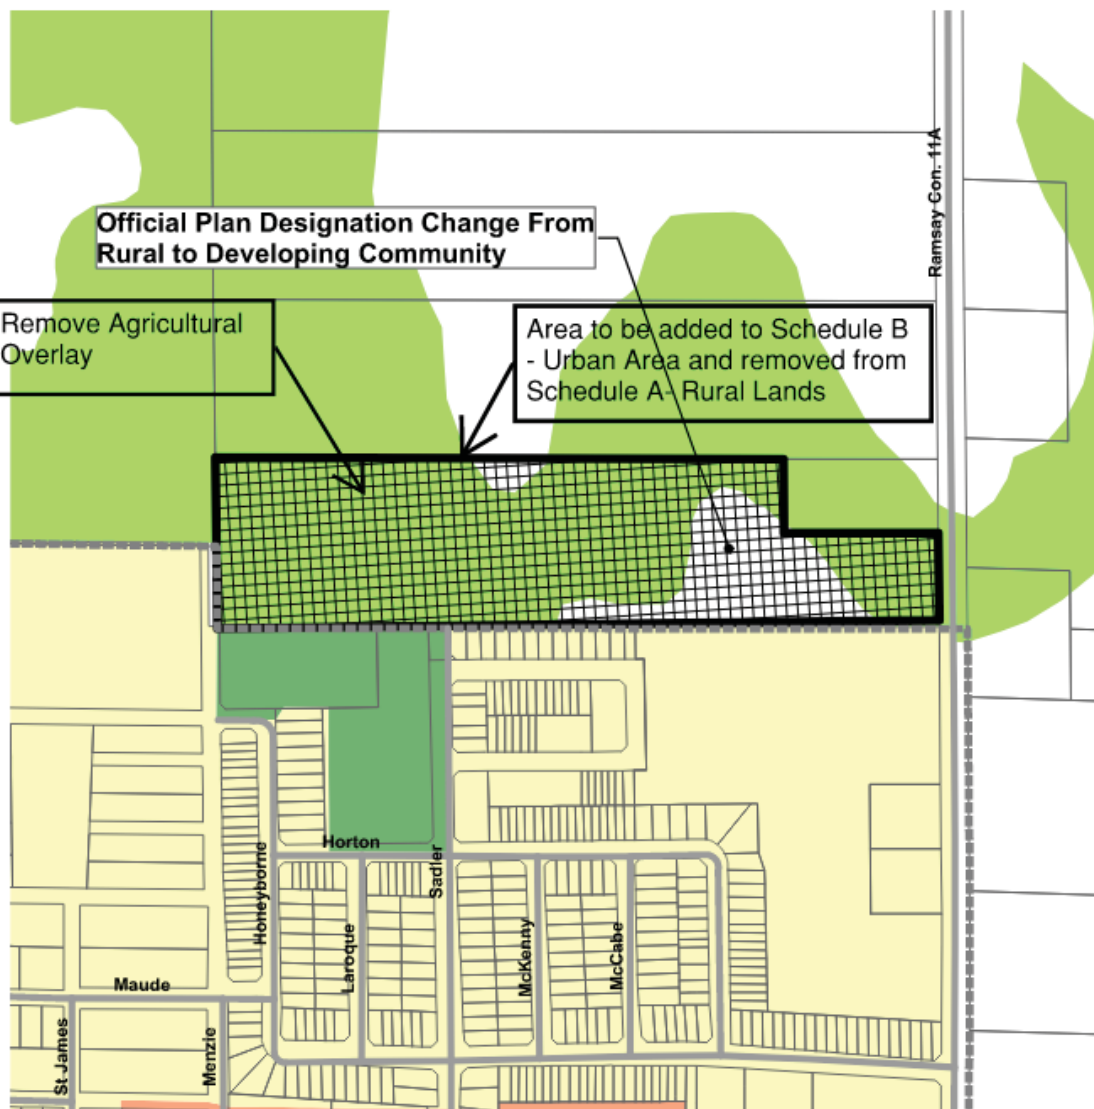 Ramsay Con. 11A
Official Plan Designation Change From
Rural to Developing Community
Remove Agricultural
Overlay
Area to be added to Schedule B
- Urban Area and removed from
Schedule A- Rural Lands
Horton
Honeyborne
Sadler
Laroque
McKenny
McCabe
Maude
St James
Menzie